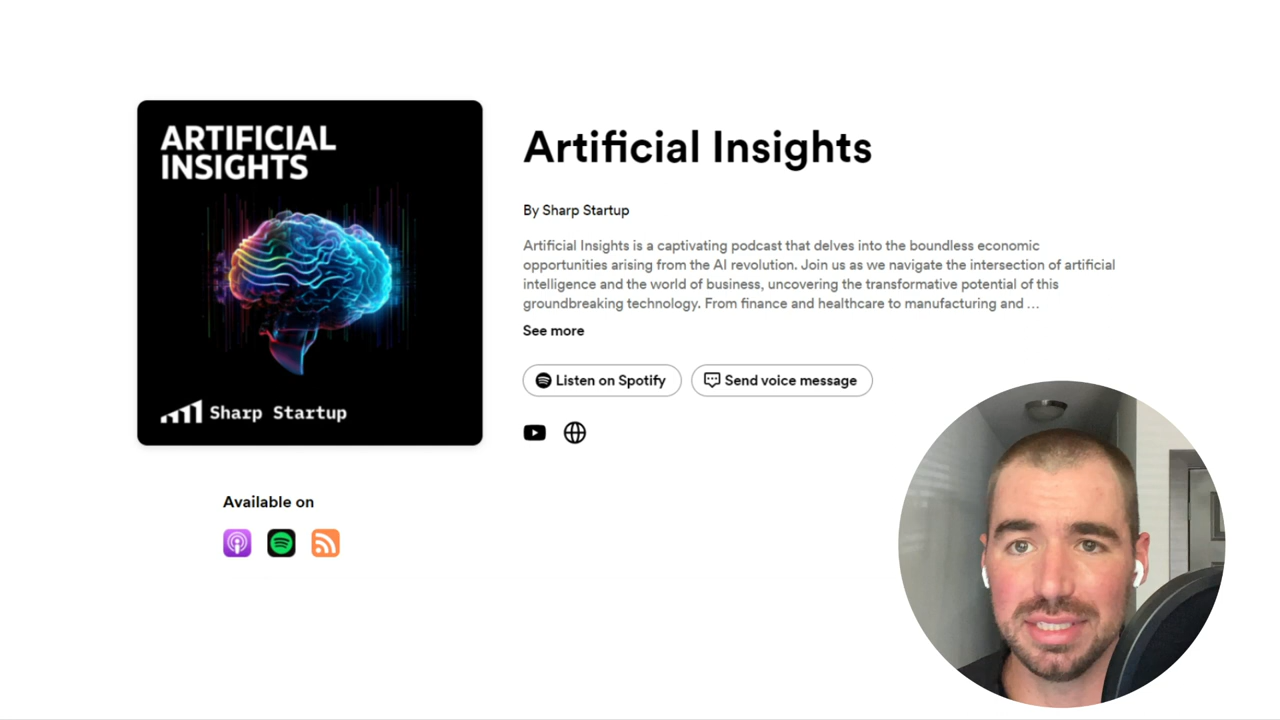 ARTIFICIAL
INSIGHTS
Sharp Startup
Artificial Insights
By Sharp Startup
Artificial Insights is a captivating podcast that delves into the boundless economic
opportunities arising from the AI revolution. Join us as we navigate the intersection of artificial
intelligence and the world of business, uncovering the transformative potential of this
groundbreaking technology. From finance and healthcare to manufacturing and ...
See more
Listen on Spotify
Send voice message
Available on